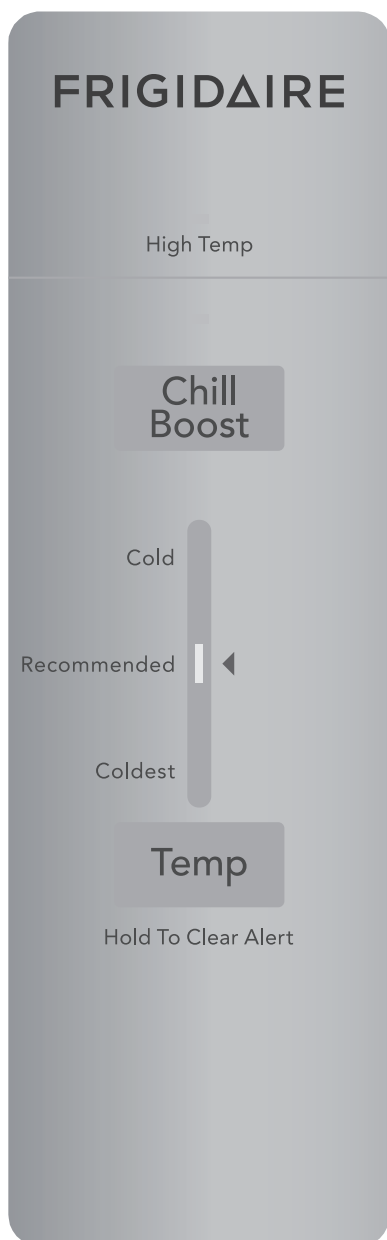 FRIGIDAIRE
High Temp
Chill
Boost
Cold
Recommended
Coldest
Temp
Hold To Clear Alert